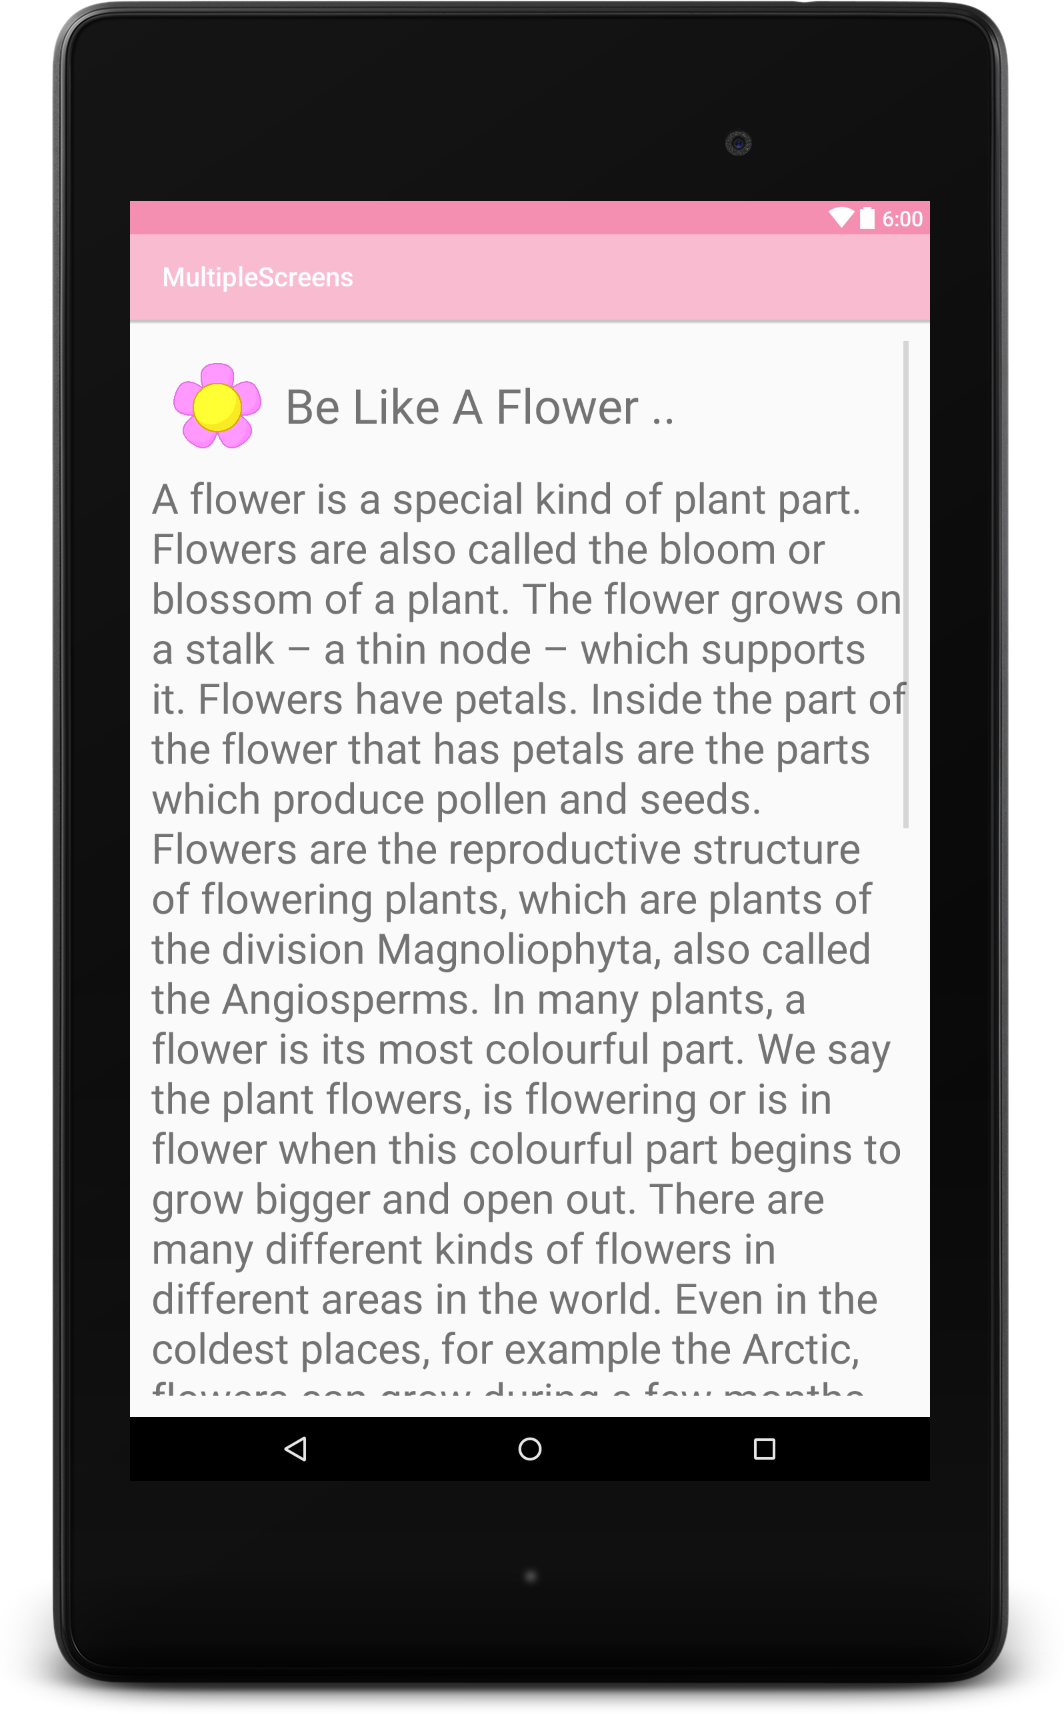 6:00
MultipleScreens
Be Like A Flower ..
A flower is a special kind of plant part.
Flowers are also called the bloom or
blossom of a plant. The flower grows on
a stalk – a thin node – which supports
it. Flowers have petals. Inside the part of
the flower that has petals are the parts
which produce pollen and seeds.
Flowers are the reproductive structure
of flowering plants, which are plants of
the division Magnoliophyta, also called
the Angiosperms. In many plants, a
flower is its most colourful part. We say
the plant flowers, is flowering or is in
flower when this colourful part begins to
grow bigger and open out. There are
many different kinds of flowers in
different areas in the world. Even in the
coldest places, for example the Arctic,
flowers can grow during a few months